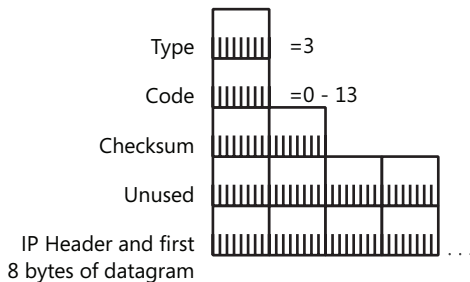 Type =3
Code =0 - 13
Checksum
Unused
IP Header and first
8 bytes of datagram ...